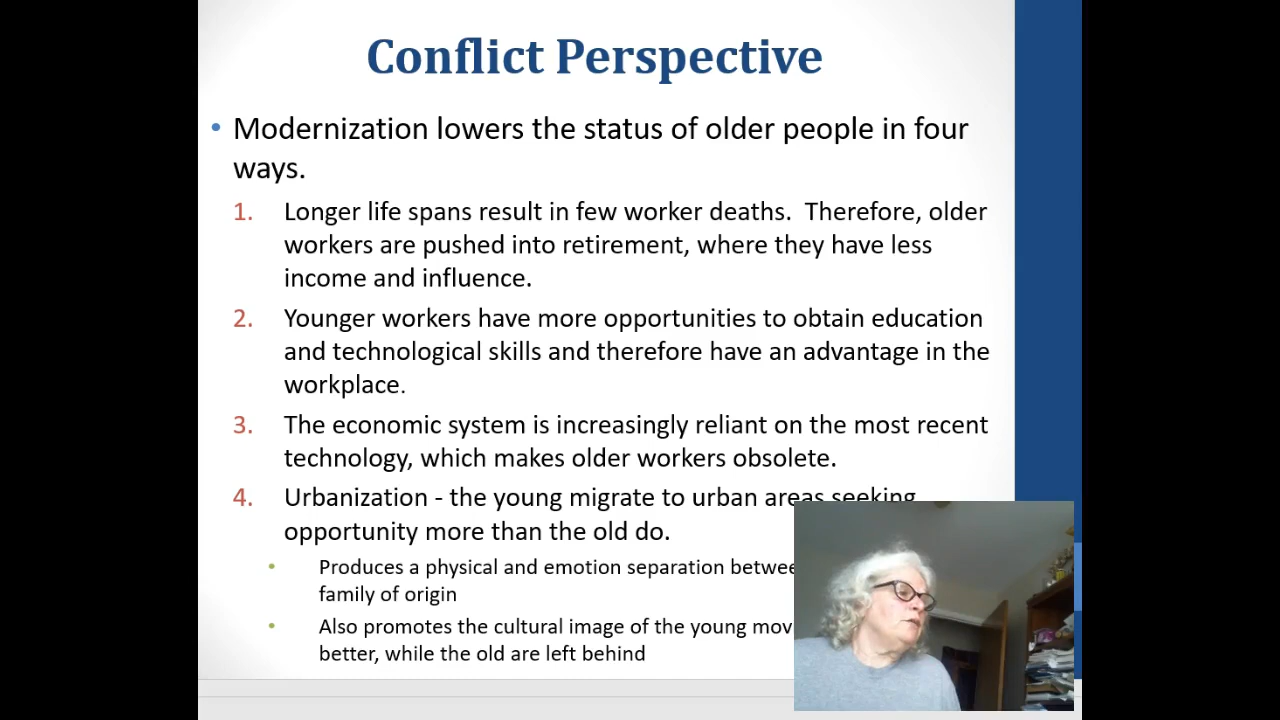 Conflict Perspective
• Modernization lowers the status of older people in four
ways.
1. Longer life spans result in few worker deaths.  Therefore, older
workers are pushed into retirement, where they have less
income and influence.
2. Younger workers have more opportunities to obtain education
and technological skills and therefore have an advantage in the
workplace.
3. The economic system is increasingly reliant on the most recent
technology, which makes older workers obsolete.
4. Urbanization - the young migrate to urban areas seeking
opportunity more than the old do.
• Produces a physical and emotion separation
family of origin
• Also promotes the cultural image of the young
better, while the old are left behind